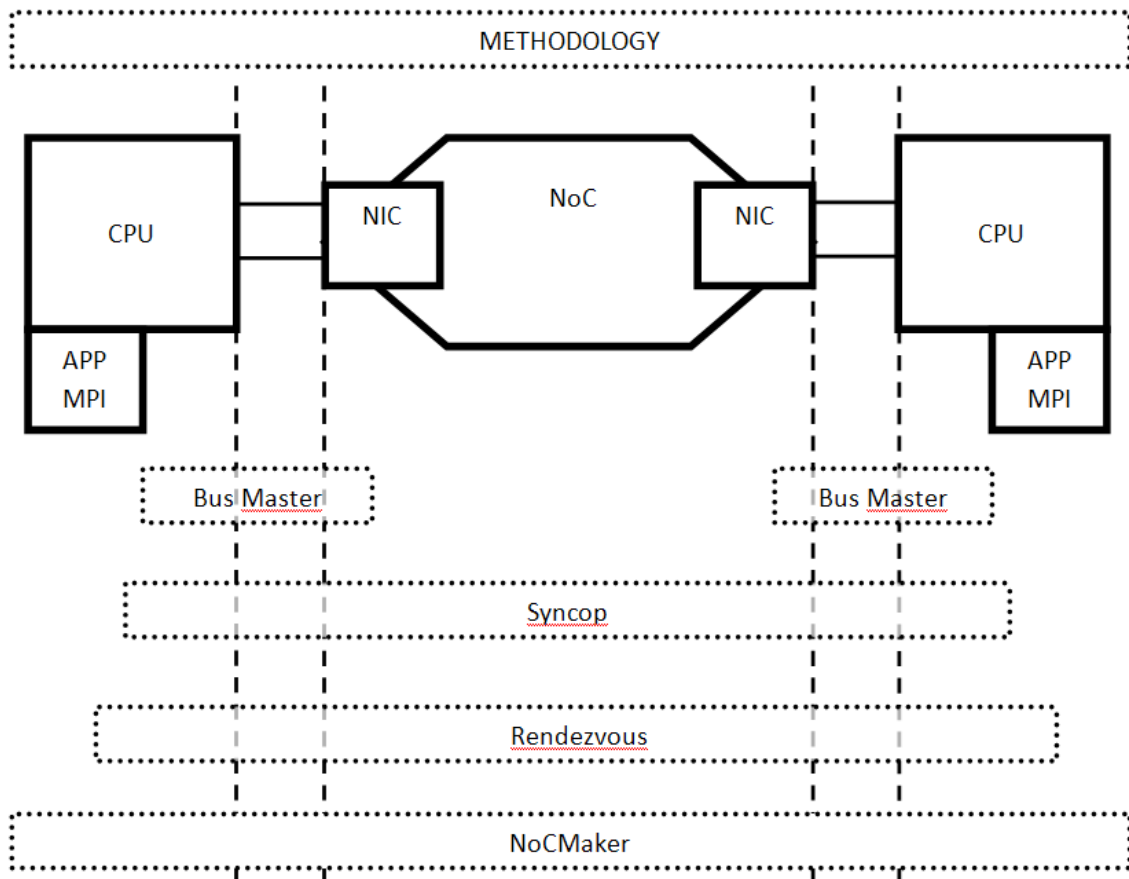 METHODOLOGY
NoC
NIC
NIC
CPU
CPU
APP
MPI
APP
MPI
Bus Master
Bus Master
Syncop
Rendezvous
NoCMaker